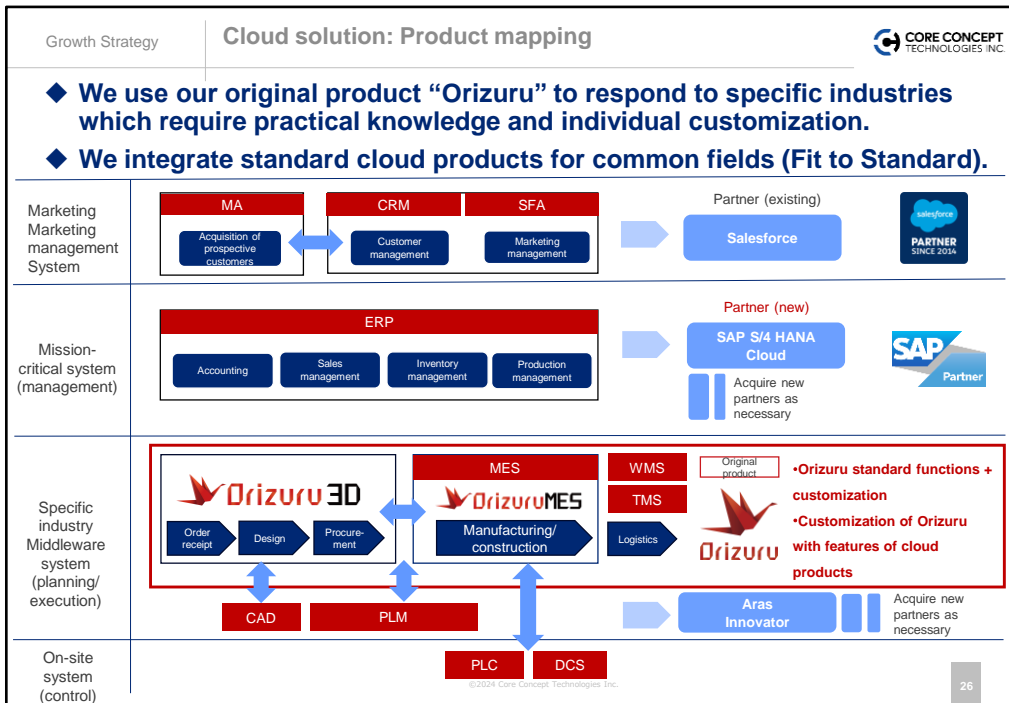 Growth Strategy
Cloud solution: Product mapping
CORE CONCEPT
TECHNOLOGIES INC.
◆ We use our original product “Orizuru” to respond to specific industries
which require practical knowledge and individual customization.
◆ We integrate standard cloud products for common fields (Fit to Standard).
Marketing
Marketing
management
System
MA
Acquisition of
prospective
customers
CRM
Customer
management
SFA
Marketing
management
Partner (existing)
Salesforce
salesforce
PARTNER
SINCE 2014
Mission-
critical system
(management)
ERP
Accounting
Sales
management
Inventory
management
Production
management
Partner (new)
SAP S/4 HANA
Cloud
Acquire new
partners as
necessary
SAP
Partner
Specific
industry
Middleware
system
(planning/
execution)
Orizuru 3D
Order
receipt
Design
Procure-
ment
MES
Orizuru MES
Manufacturing/
construction
WMS
TMS
Logistics
Original
product
Orizuru
•Orizuru standard functions +
customization
•Customization of Orizuru
with features of cloud
products
CAD
PLM
Aras
Innovator
Acquire new
partners as
necessary
On-site
system
(control)
PLC
DCS
©2024 Core Concept Technologies Inc.
26